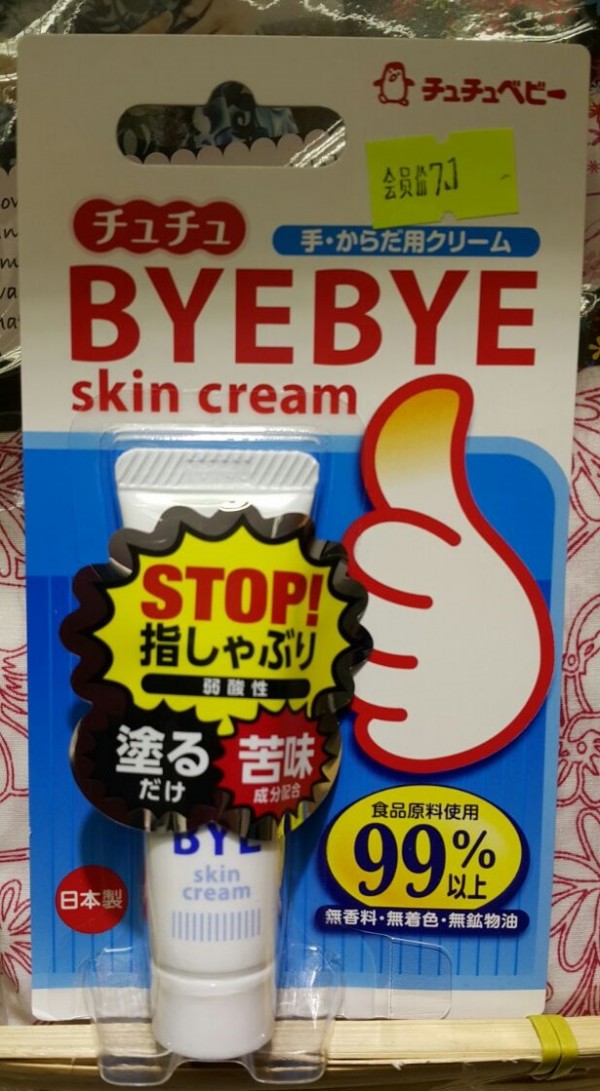 チュチュベビー
会员价7.1
チュチュ
手・からだ用クリーム
BYEBYE
skin cream
STOP!
指しゃぶり
弱酸性
塗る
だけ
苦味
成分配合
BYE
skin
cream
日本製
食品原料使用
99%
以上
無香料・無着色・無鉱物油